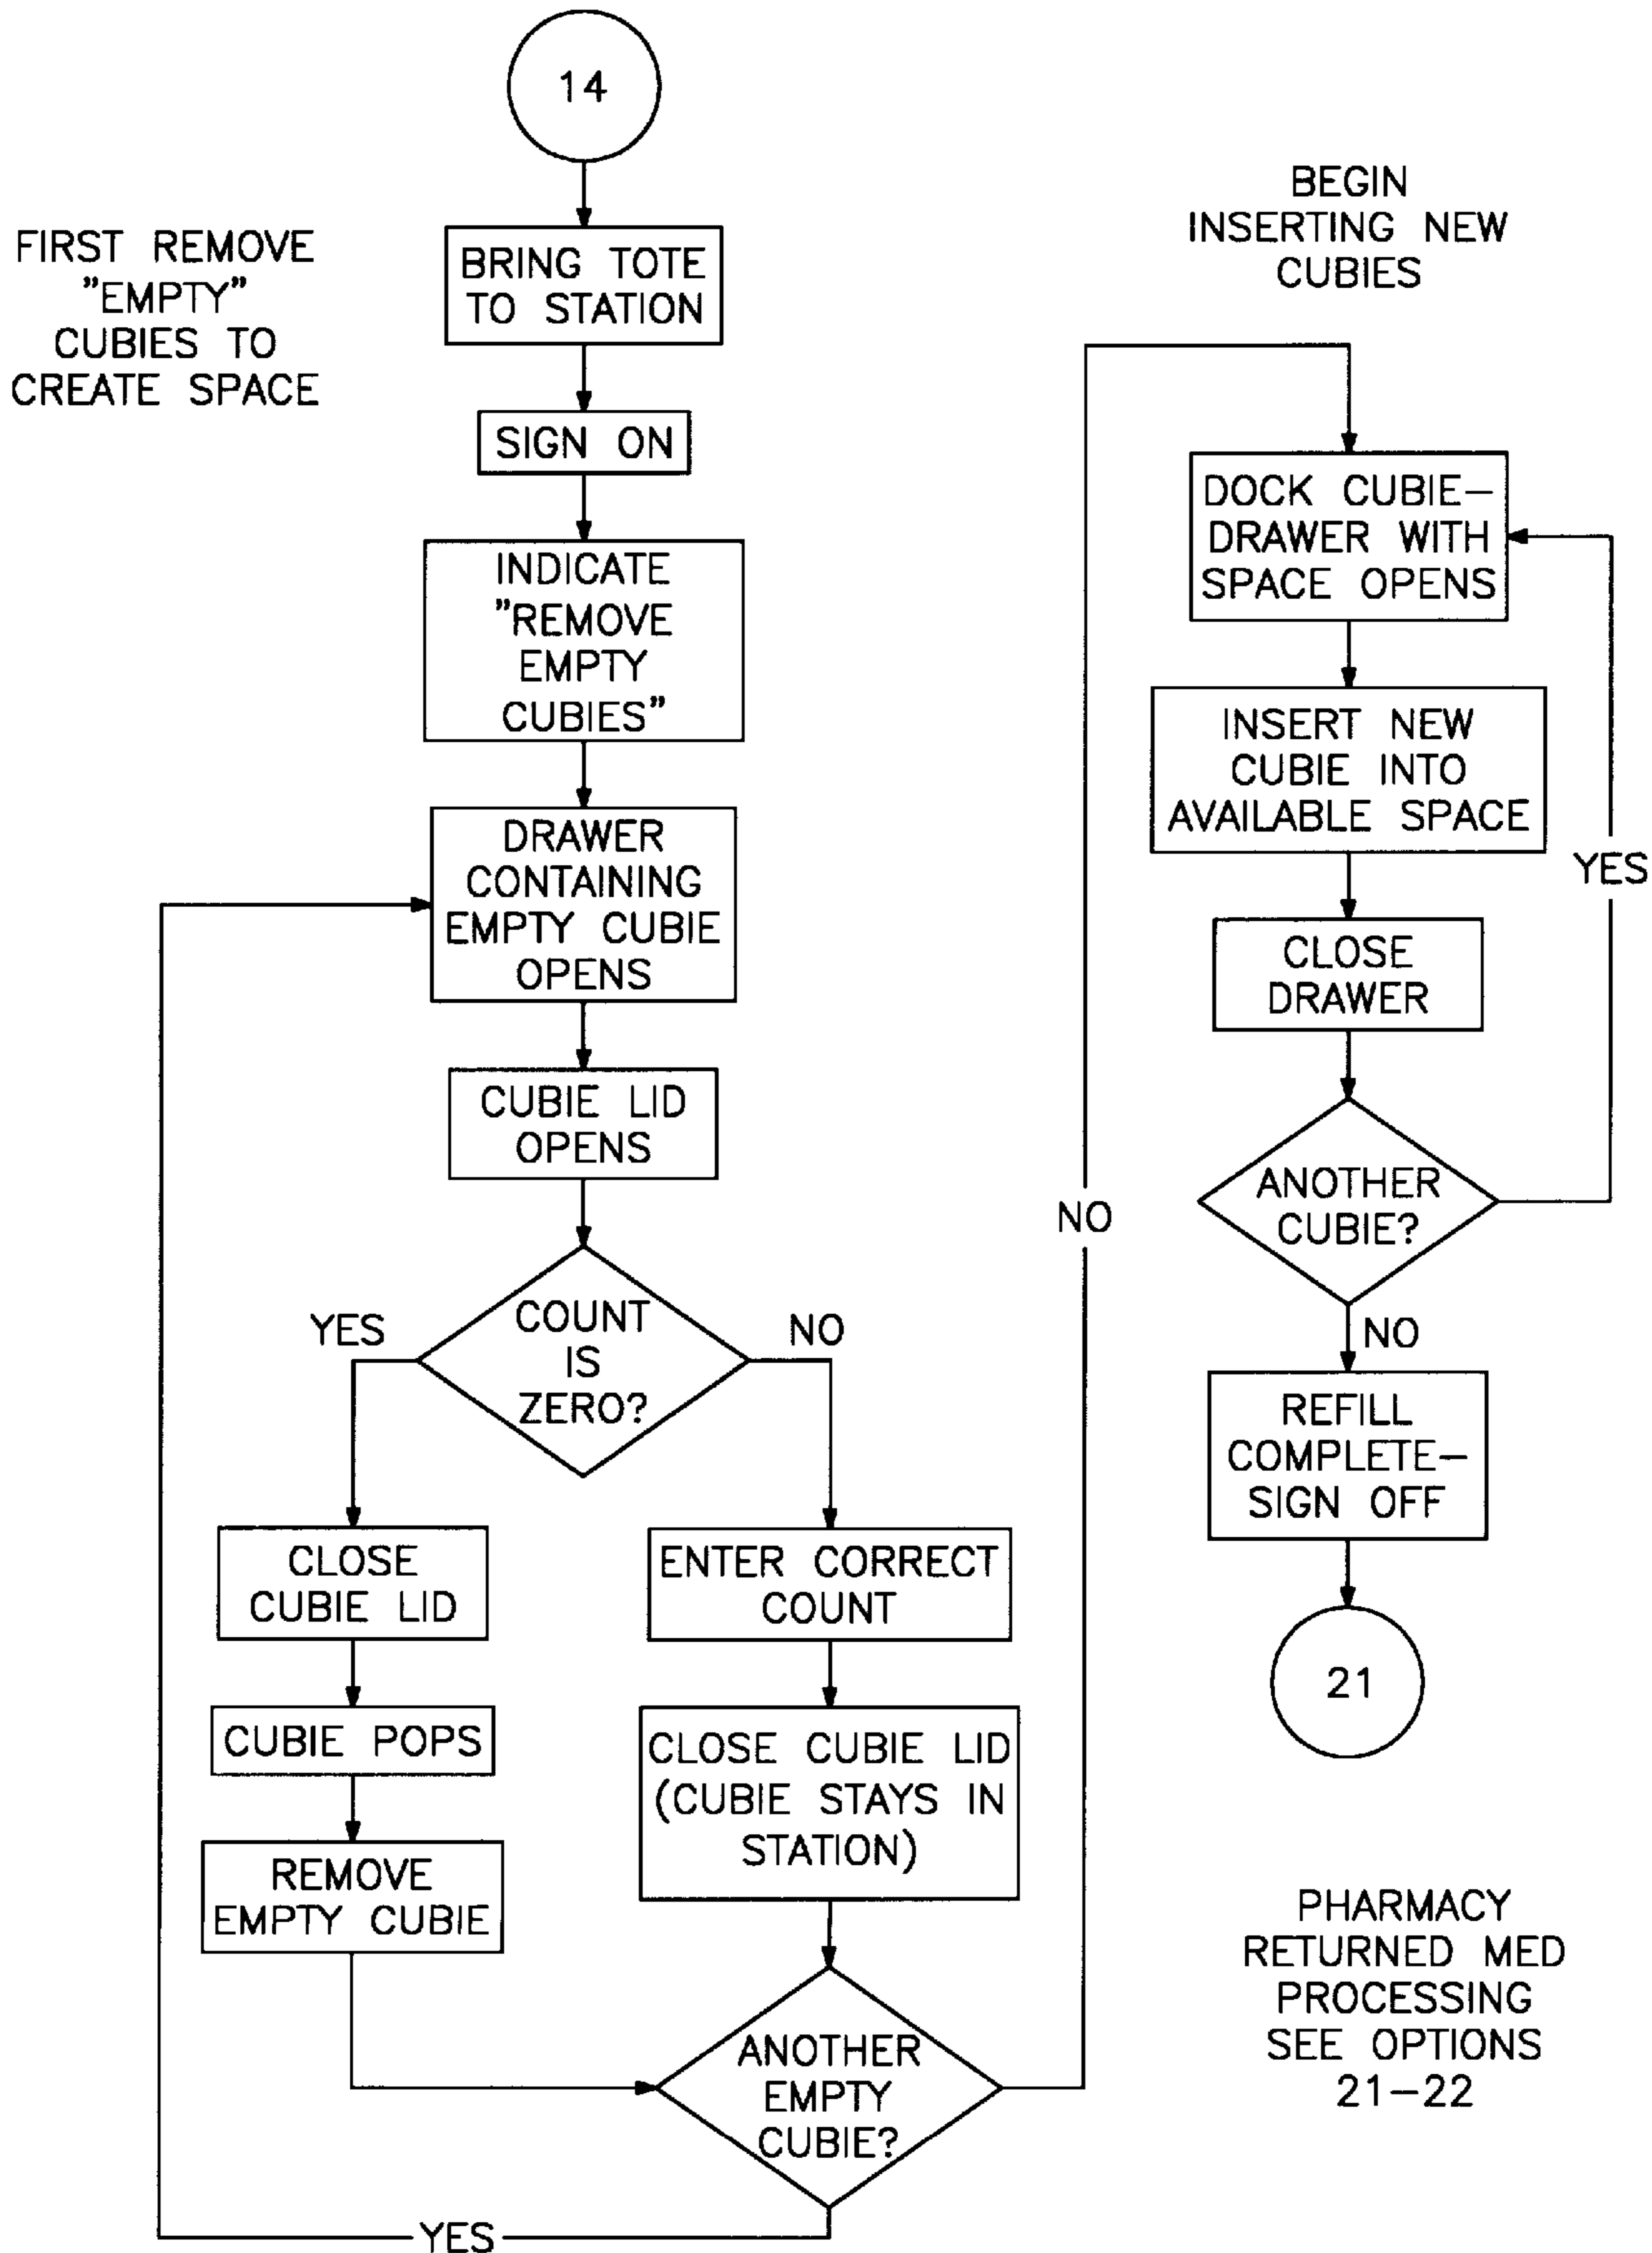 14
FIRST REMOVE
"EMPTY"
CUBIES TO
CREATE SPACE
BRING TOTE
TO STATION
SIGN ON
INDICATE
"REMOVE
EMPTY
CUBIES"
DRAWER
CONTAINING
EMPTY CUBIE
OPENS
CUBIE LID
OPENS
COUNT
IS
ZERO?
YES
NO
CLOSE
CUBIE LID
CUBIE POPS
REMOVE
EMPTY CUBIE
ENTER CORRECT
COUNT
CLOSE CUBIE LID
(CUBIE STAYS IN
STATION)
ANOTHER
EMPTY
CUBIE?
YES
NO
BEGIN
INSERTING NEW
CUBIES
DOCK CUBIE-
DRAWER WITH
SPACE OPENS
INSERT NEW
CUBIE INTO
AVAILABLE SPACE
CLOSE
DRAWER
ANOTHER
CUBIE?
YES
NO
REFILL
COMPLETE-
SIGN OFF
21
PHARMACY
RETURNED MED
PROCESSING
SEE OPTIONS
21-22